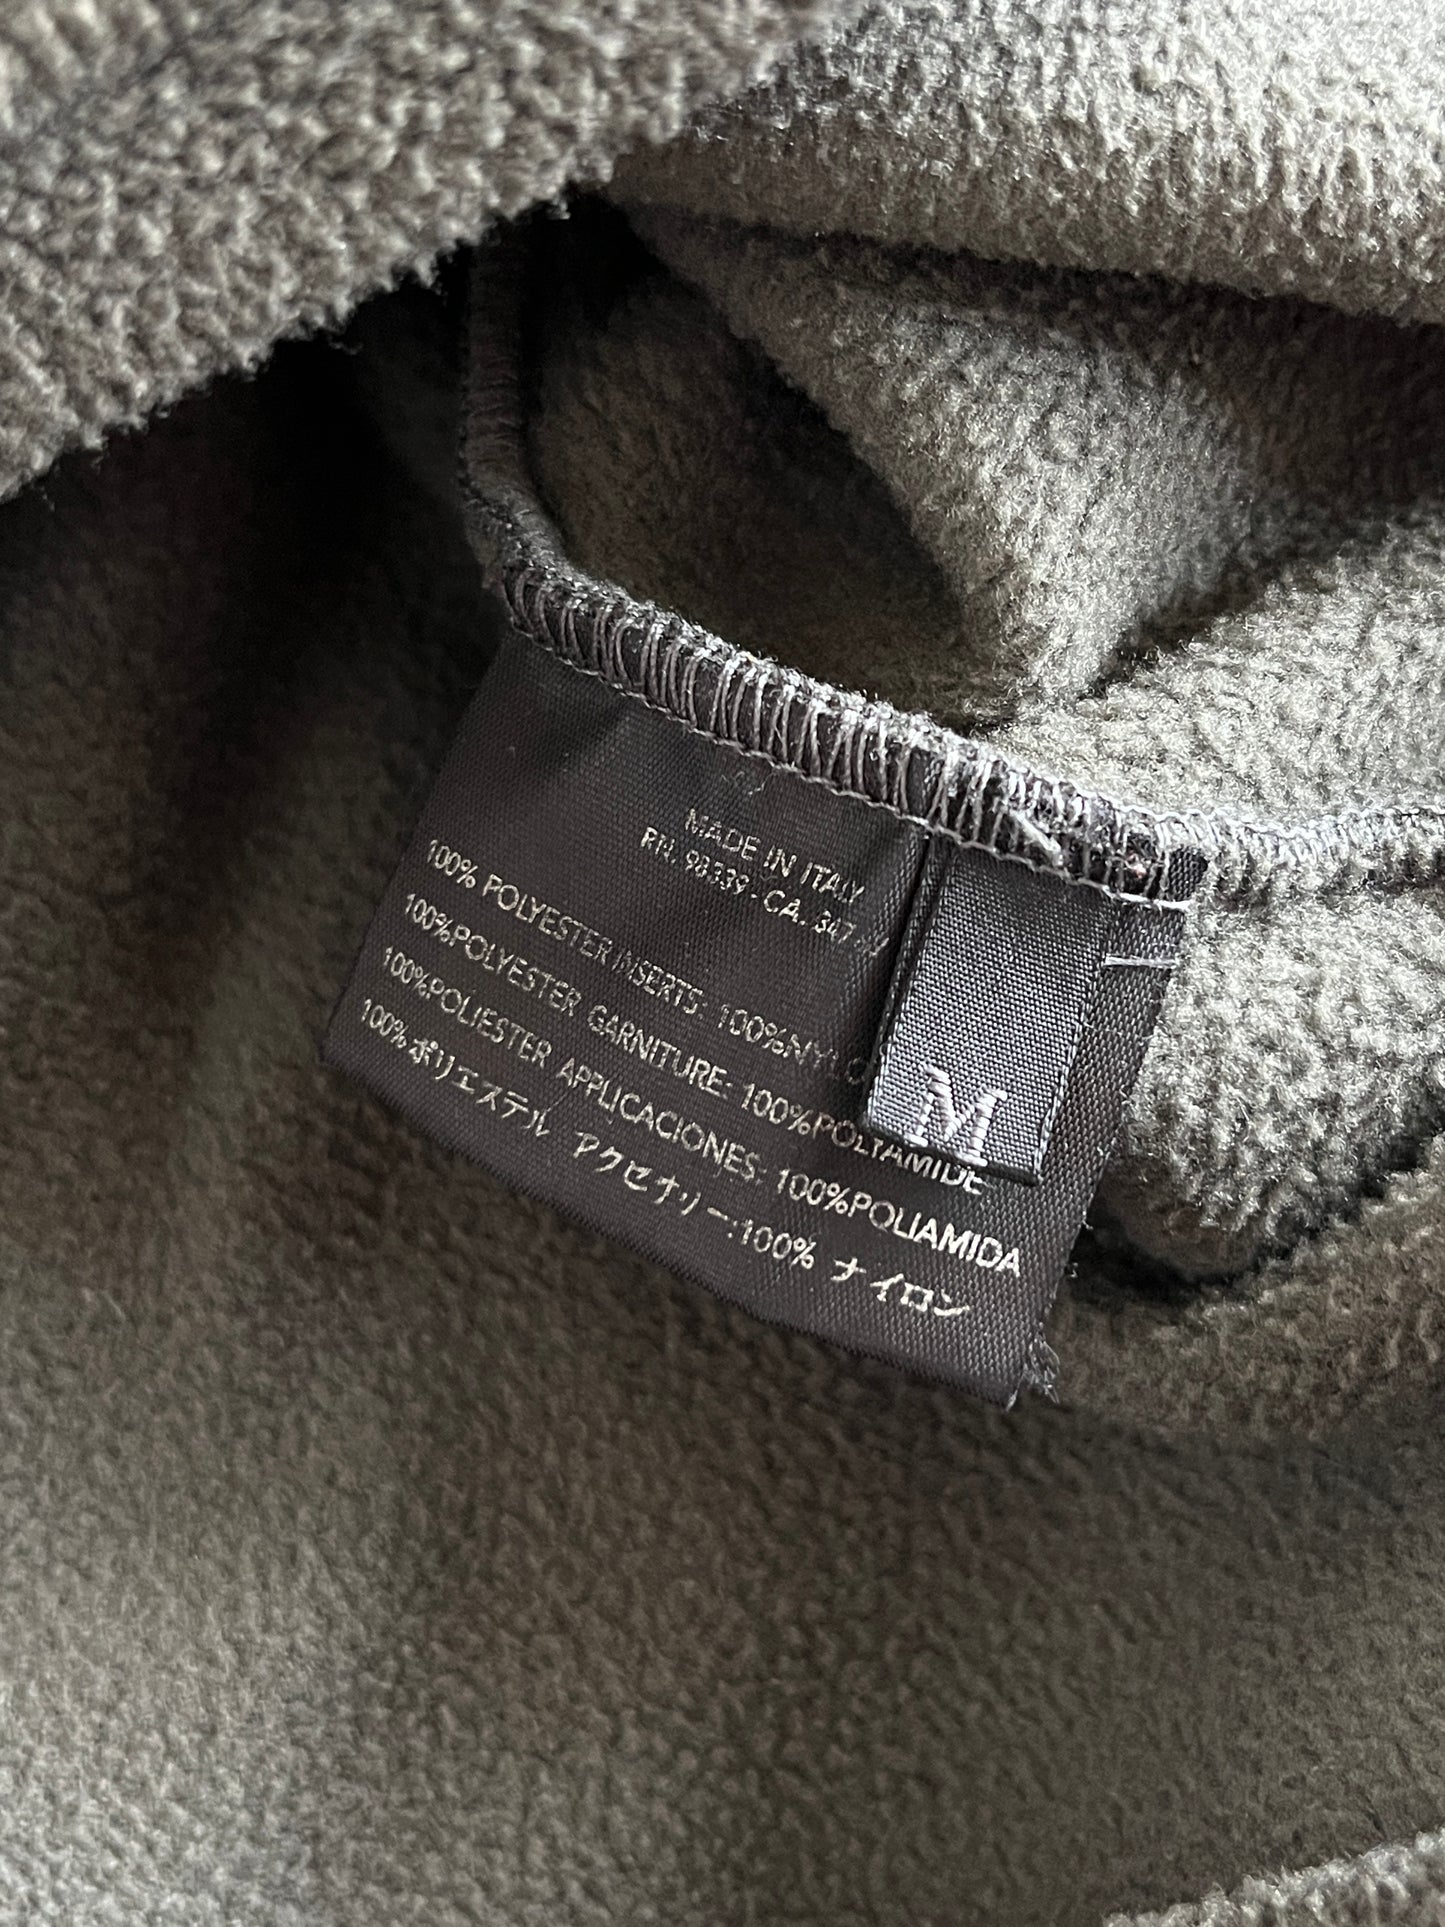 MADE IN ITALY
RN. 98339 - CA. 347
100% POLYESTER INSERTS: 100%NYLO
100%POLYESTER GARNITURE: 100%POLYAMIDE
100%POLIESTER APPLICACIONES: 100%POLIAMIDA
100%ポリエステル アクセサリー:100% ナイロン
M